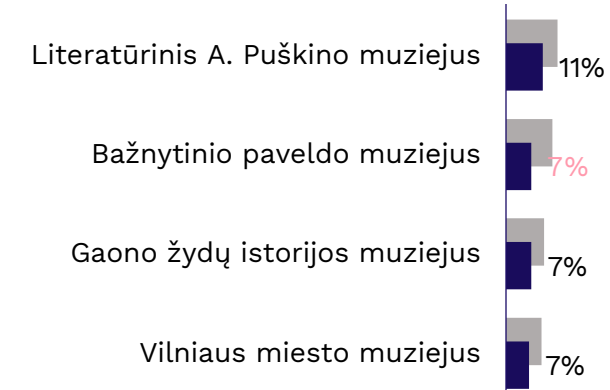 Literatūrinis A. Puškino muziejus
11%
Bažnytinio paveldo muziejus
7%
Gaono žydų istorijos muziejus
7%
Vilniaus miesto muziejus
7%